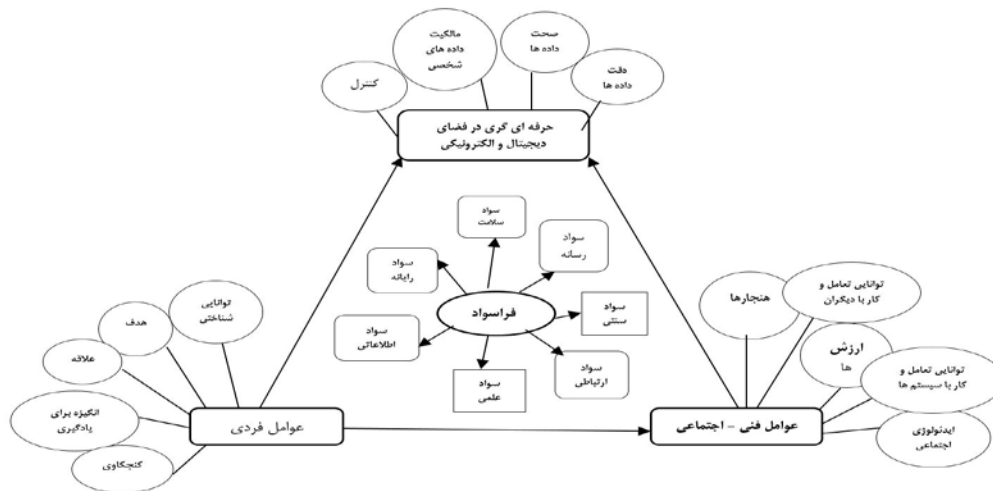 مالکیت
داده های
شخصی
صحت
داده ها
دقت
داده ها
کنترل
حرفه ای گری در فضای
دیجیتال و الکترونیکی
سواد
سلامت
سواد
رسانه
سواد
رایانه
فراسواد
سواد
سنتی
سواد
اطلاعاتی
سواد
ارتباطی
سواد
علمی
توانایی
شناختی
هدف
علاقه
انگیزه برای
یادگیری
کنجکاوی
عوامل فردی
هنجارها
توانایی تعامل و
کار با دیگران
ارزش
ها
توانایی تعامل و
کار با سیستم ها
ایدئولوژی
اجتماعی
عوامل فنی – اجتماعی